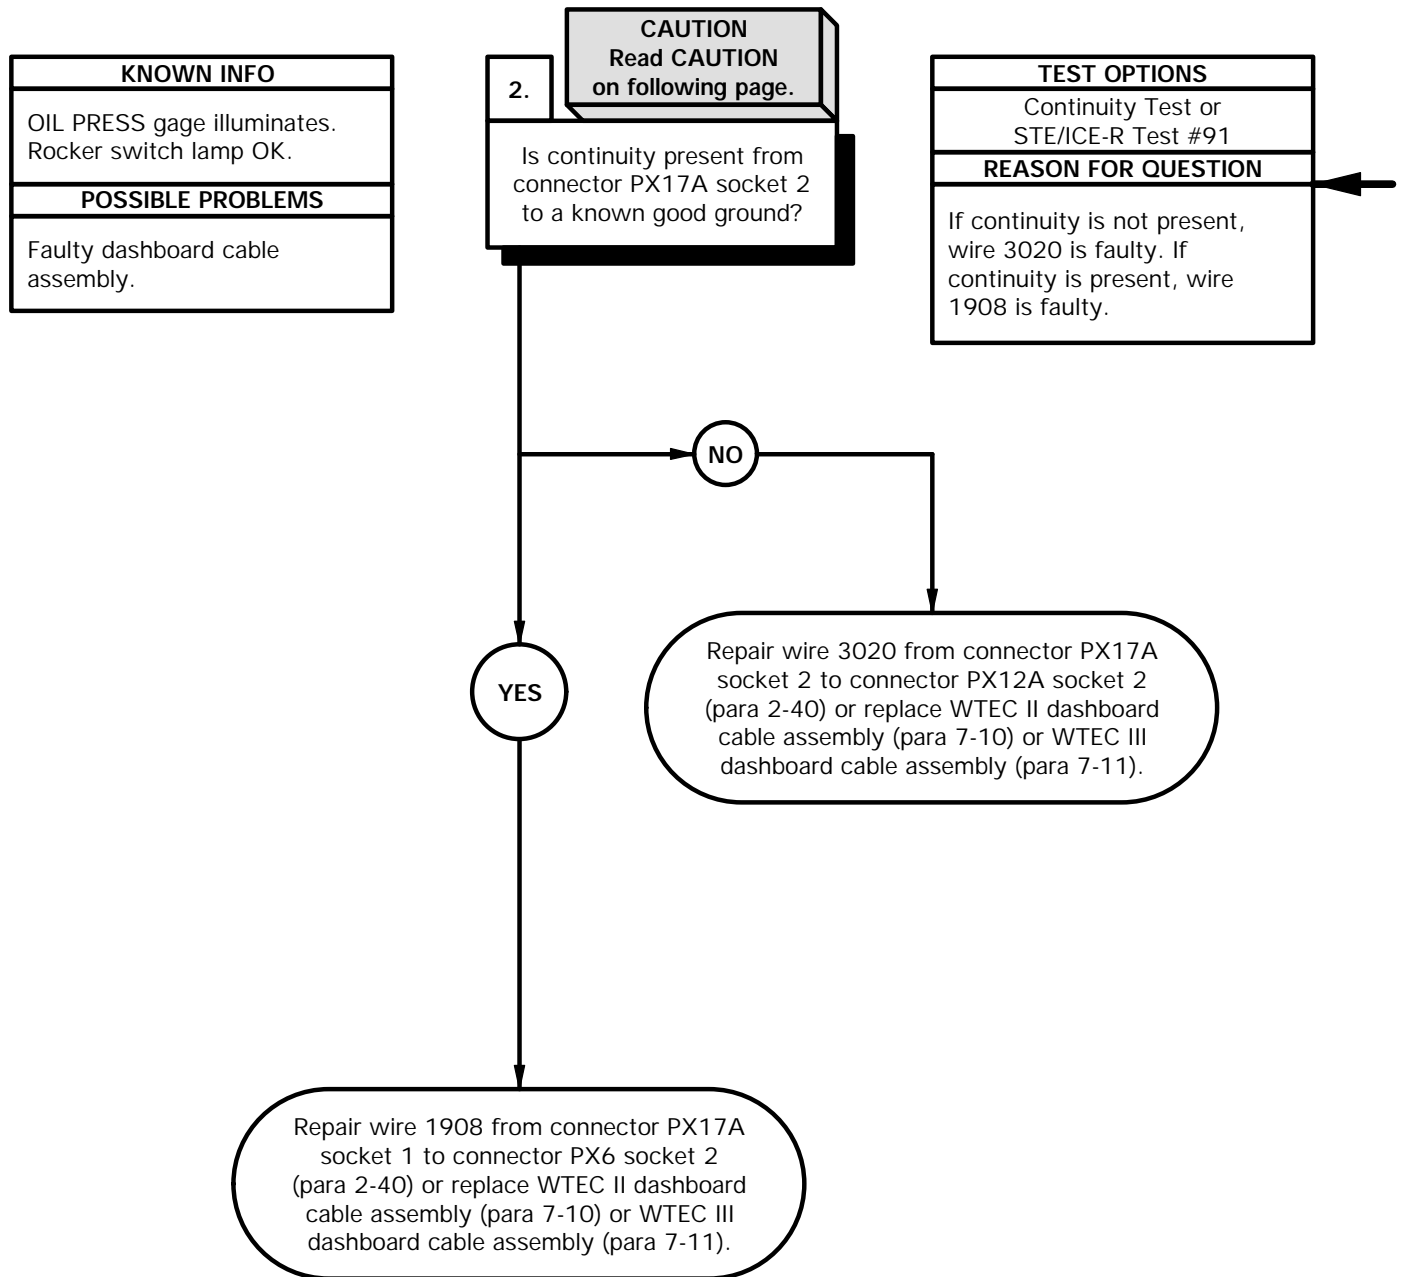 KNOWN INFO
OIL PRESS gage illuminates.
Rocker switch lamp OK.
POSSIBLE PROBLEMS
Faulty dashboard cable
assembly.
CAUTION
Read CAUTION
on following page.
2.
Is continuity present from
connector PX17A socket 2
to a known good ground?
TEST OPTIONS
Continuity Test or
STE/ICE-R Test #91
REASON FOR QUESTION
If continuity is not present,
wire 3020 is faulty. If
continuity is present, wire
1908 is faulty.
NO
Repair wire 3020 from connector PX17A
socket 2 to connector PX12A socket 2
(para 2-40) or replace WTEC II dashboard
cable assembly (para 7-10) or WTEC III
dashboard cable assembly (para 7-11).
YES
Repair wire 1908 from connector PX17A
socket 1 to connector PX6 socket 2
(para 2-40) or replace WTEC II dashboard
cable assembly (para 7-10) or WTEC III
dashboard cable assembly (para 7-11).